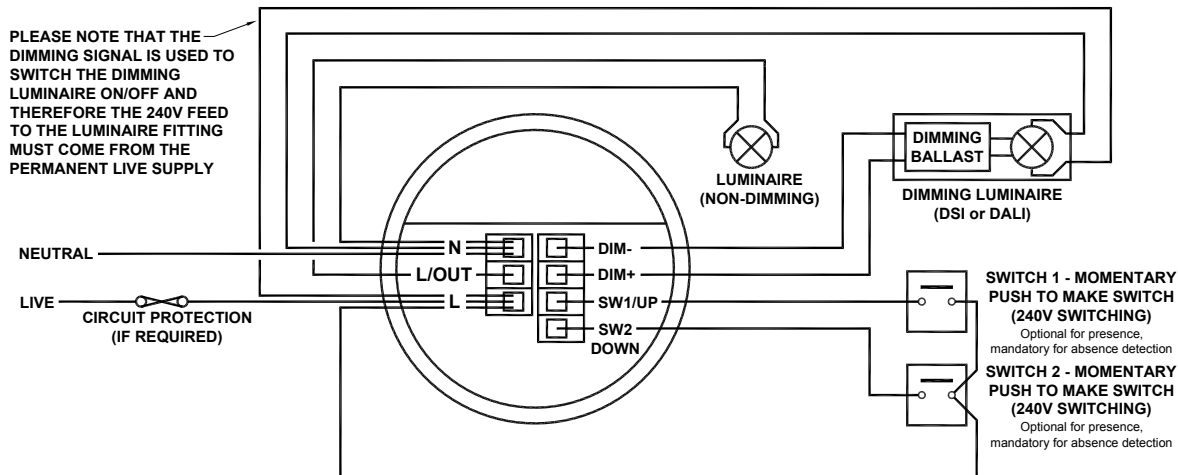 PLEASE NOTE THAT THE
DIMMING SIGNAL IS USED TO
SWITCH THE DIMMING
LUMINAIRE ON/OFF AND
THEREFORE THE 240V FEED
TO THE LUMINAIRE FITTING
MUST COME FROM THE
PERMANENT LIVE SUPPLY
LUMINAIRE
(NON-DIMMING)
DIMMING
BALLAST
DIMMING LUMINAIRE
(DSI or DALI)
NEUTRAL
LIVE
CIRCUIT PROTECTION
(IF REQUIRED)
N
L/OUT
L
DIM-
DIM+
SW1/UP
SW2
DOWN
SWITCH 1 - MOMENTARY
PUSH TO MAKE SWITCH
(240V SWITCHING)
Optional for presence,
mandatory for absence detection
SWITCH 2 - MOMENTARY
PUSH TO MAKE SWITCH
(240V SWITCHING)
Optional for presence,
mandatory for absence detection